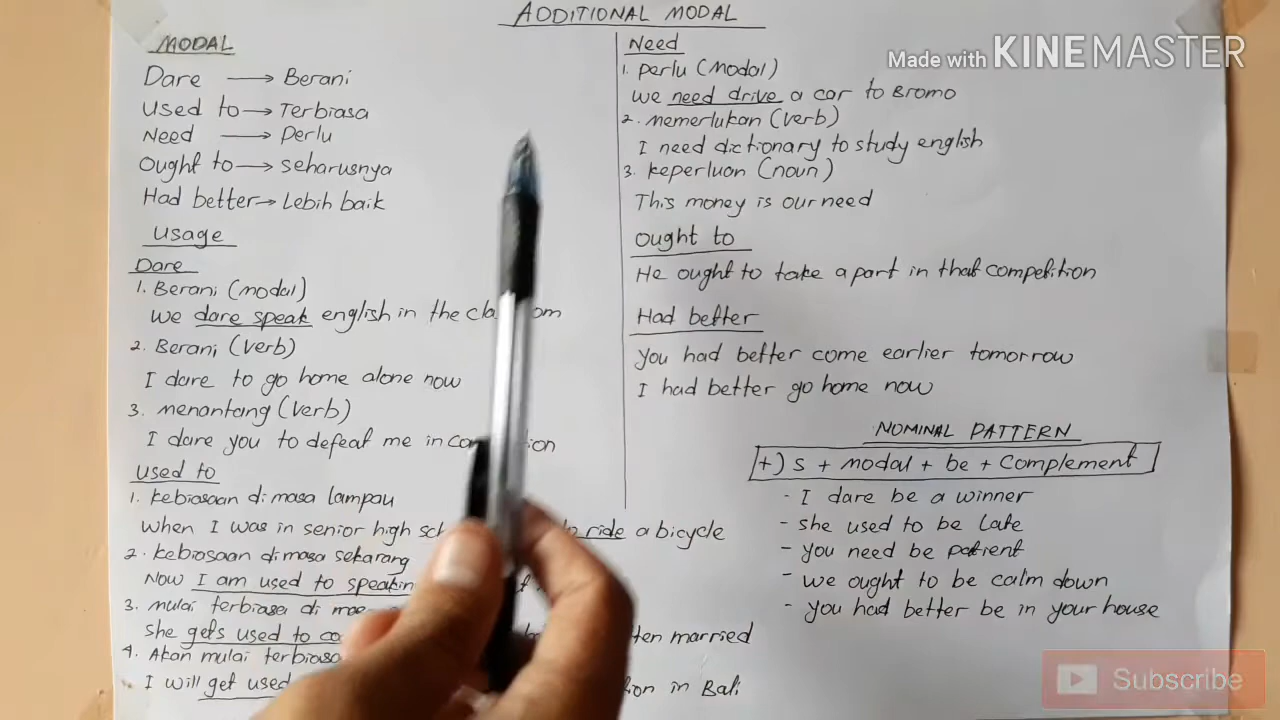 ADDITIONAL MODAL
MODAL
Dare → Berani
Used to → Terbiasa
Need → Perlu
Ought to → seharusnya
Had better → Lebih baik
Usage
Dare
1. Berani (modal)
We dare speak english in the
2. Berani (verb)
I dare to go home alone now
3. menantang (verb)
I dare you to defeat me in
used to
1. kebiasaan di masa lampau
when I was in senior high ride a bicycle
2. kebiasaan di masa sekarang
Now I am used to
3. mulai terbiasa di
she gets used to married
4. Akan mulai terbiasa
I will get used in Bali
Need
1. perlu (modal)
we need drive a car to Bromo
2. memerlukan (verb)
I need dictionary to study english
3. keperluan (noun)
This money is our need
Ought to
He ought to take a part in that competition
Had better
you had better come earlier tomorrow
I had better go home now
NOMINAL PATTERN
(+) s + modal + be + complement
- I dare be a winner
- she used to be late
- you need be patient
- we ought to be calm down
- you had better be in your house
Made with KINEMASTER
Subscribe